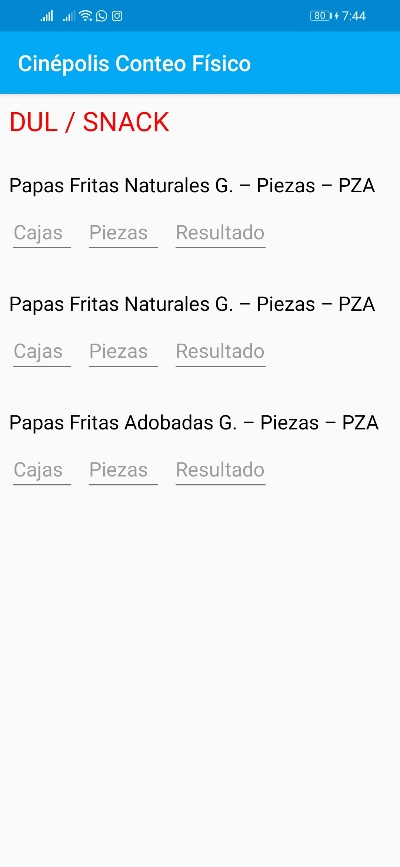 80 7:44
Cinépolis Conteo Físico
DUL / SNACK
Papas Fritas Naturales G. – Piezas – PZA
Cajas Piezas Resultado
Papas Fritas Naturales G. – Piezas – PZA
Cajas Piezas Resultado
Papas Fritas Adobadas G. – Piezas – PZA
Cajas Piezas Resultado